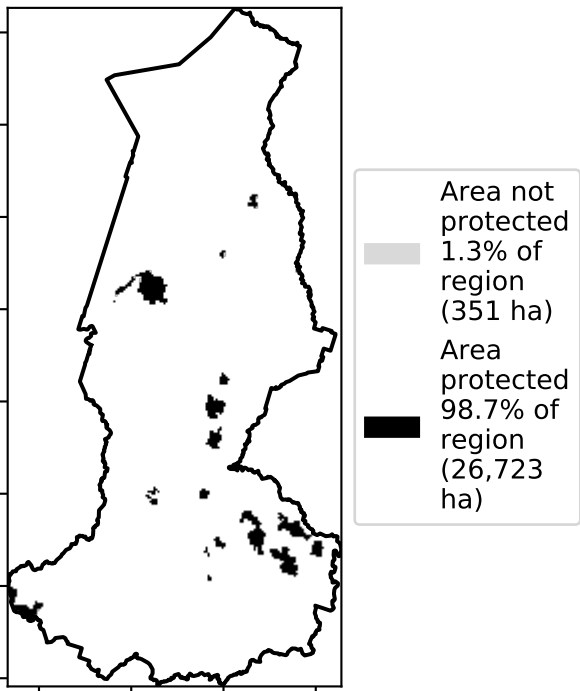 Area not
protected
1.3% of
region
(351 ha)
Area
protected
98.7% of
region
(26,723
ha)